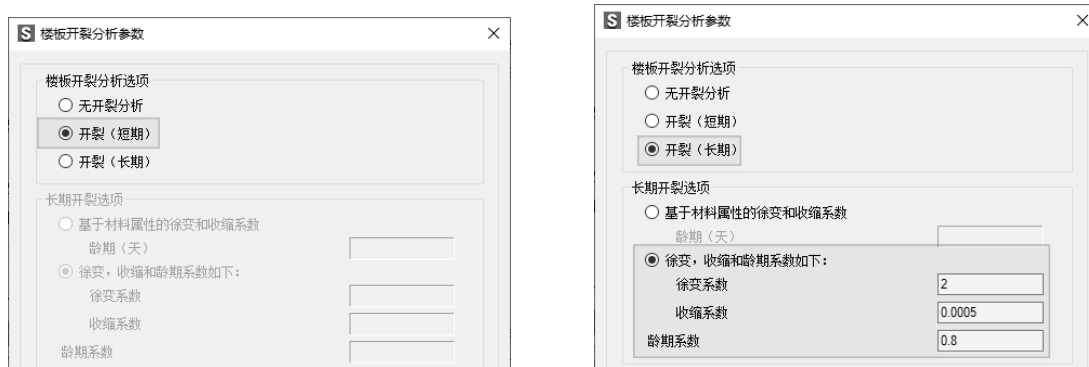 S 楼板开裂分析参数
楼板开裂分析选项
无开裂分析
开裂（短期）
开裂（长期）
长期开裂选项
基于材料属性的徐变和收缩系数
龄期（天）
徐变，收缩和龄期系数如下：
徐变系数
收缩系数
龄期系数
S 楼板开裂分析参数
楼板开裂分析选项
无开裂分析
开裂（短期）
开裂（长期）
长期开裂选项
基于材料属性的徐变和收缩系数
龄期（天）
徐变，收缩和龄期系数如下：
徐变系数 2
收缩系数 0.0005
龄期系数 0.8